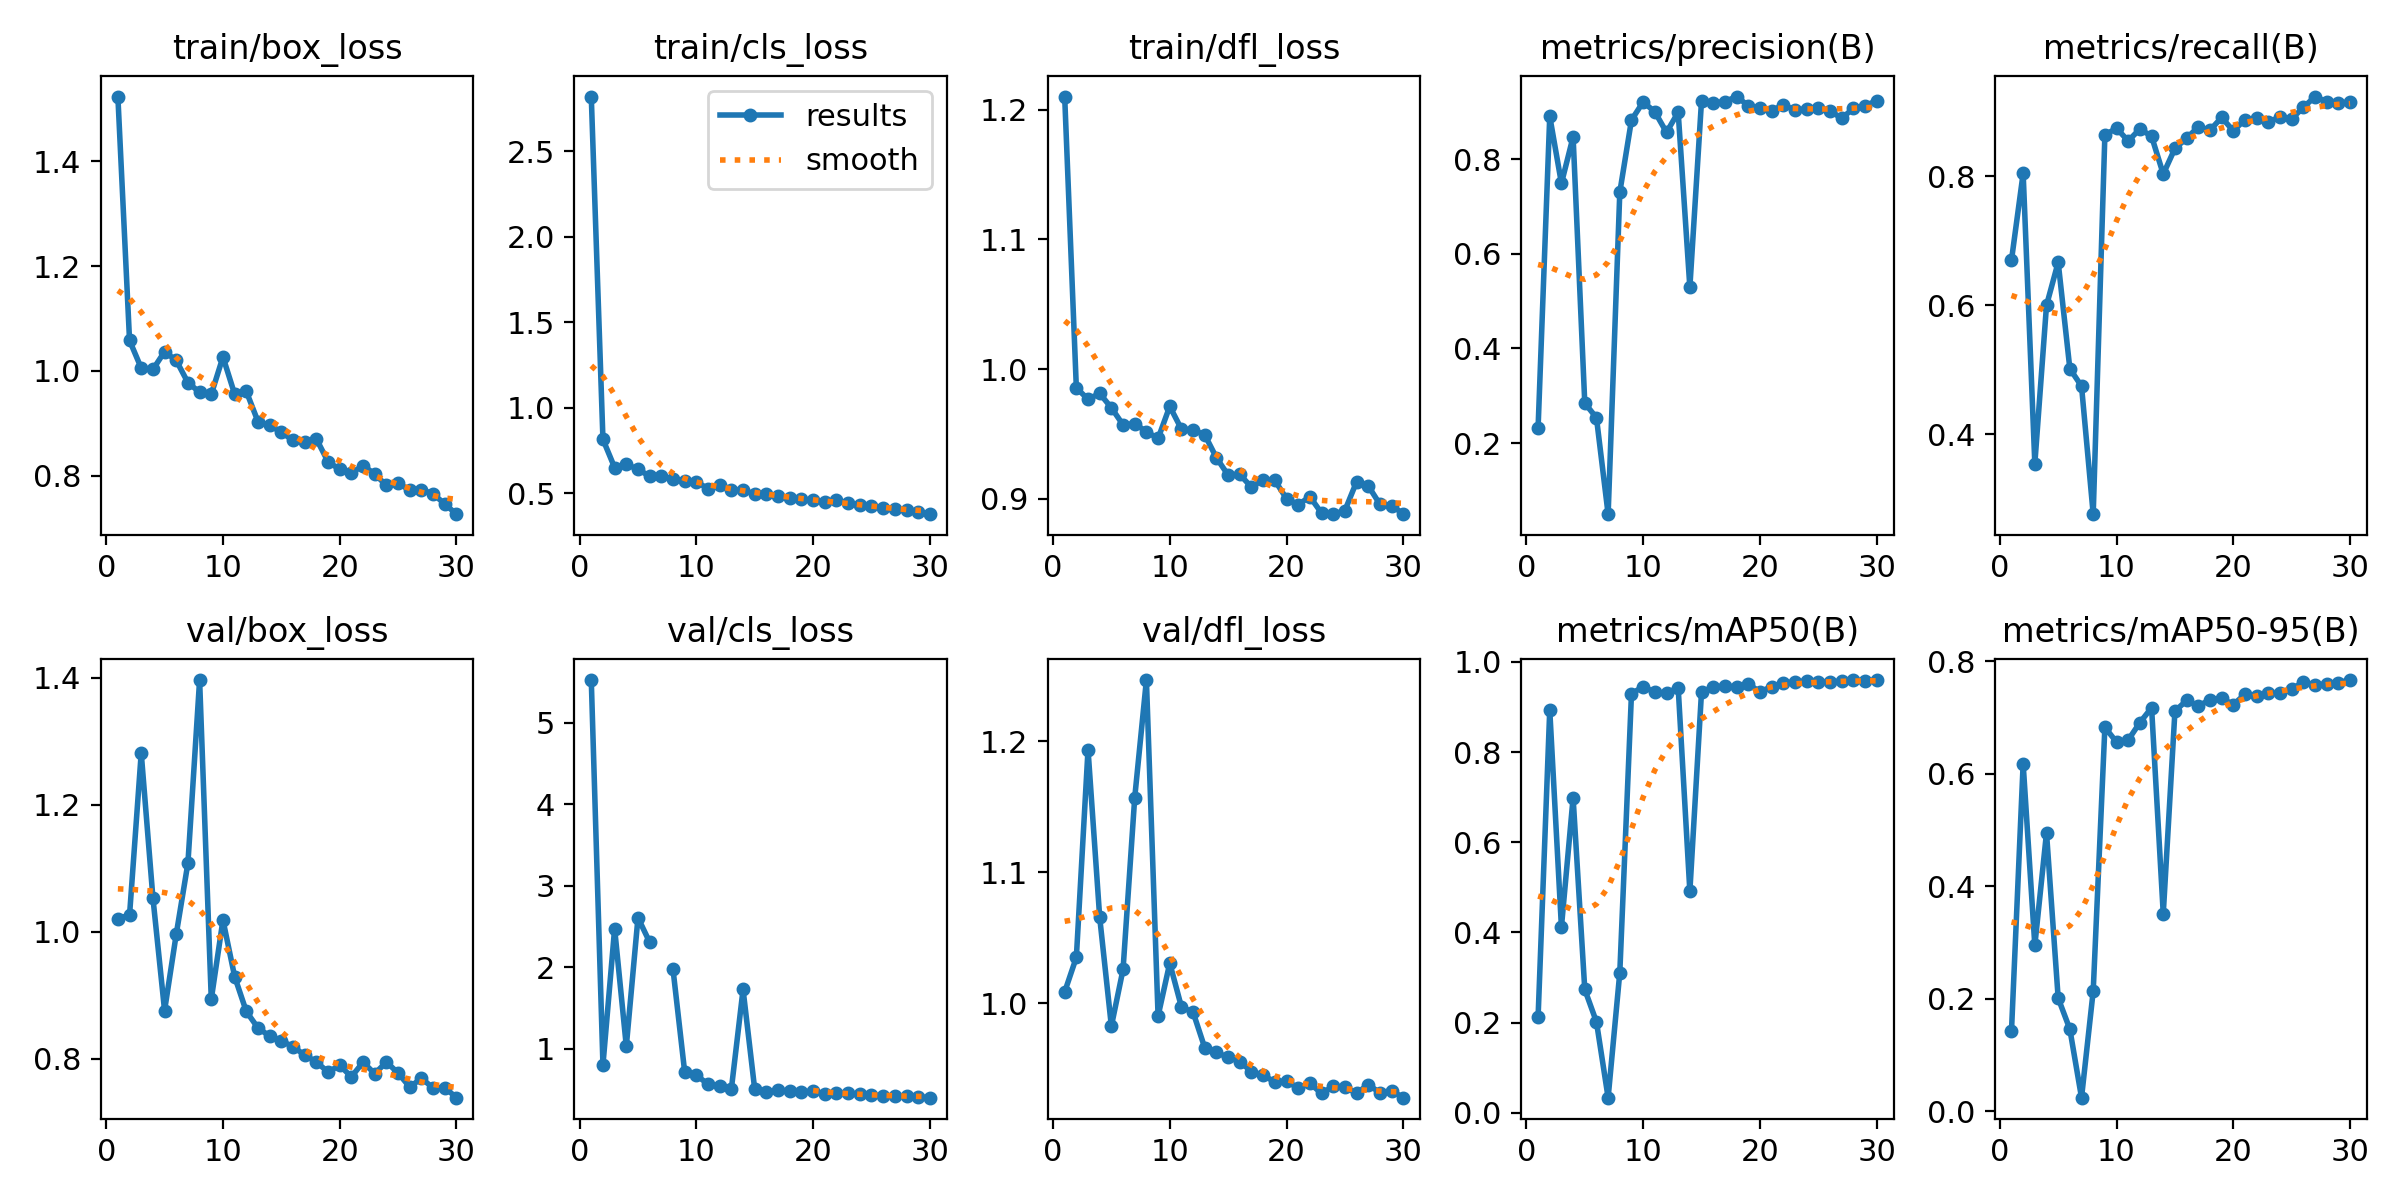 train/box_loss
1.4
1.2
1.0
0.8
0 10 20 30
train/cls_loss
results
smooth
2.5
2.0
1.5
1.0
0.5
0 10 20 30
train/dfl_loss
1.2
1.1
1.0
0.9
0 10 20 30
metrics/precision(B)
0.8
0.6
0.4
0.2
0 10 20 30
metrics/recall(B)
0.8
0.6
0.4
0 10 20 30
val/box_loss
1.4
1.2
1.0
0.8
0 10 20 30
val/cls_loss
5
4
3
2
1
0 10 20 30
val/dfl_loss
1.2
1.1
1.0
0 10 20 30
metrics/mAP50(B)
1.0
0.8
0.6
0.4
0.2
0.0
0 10 20 30
metrics/mAP50-95(B)
0.8
0.6
0.4
0.2
0.0
0 10 20 30